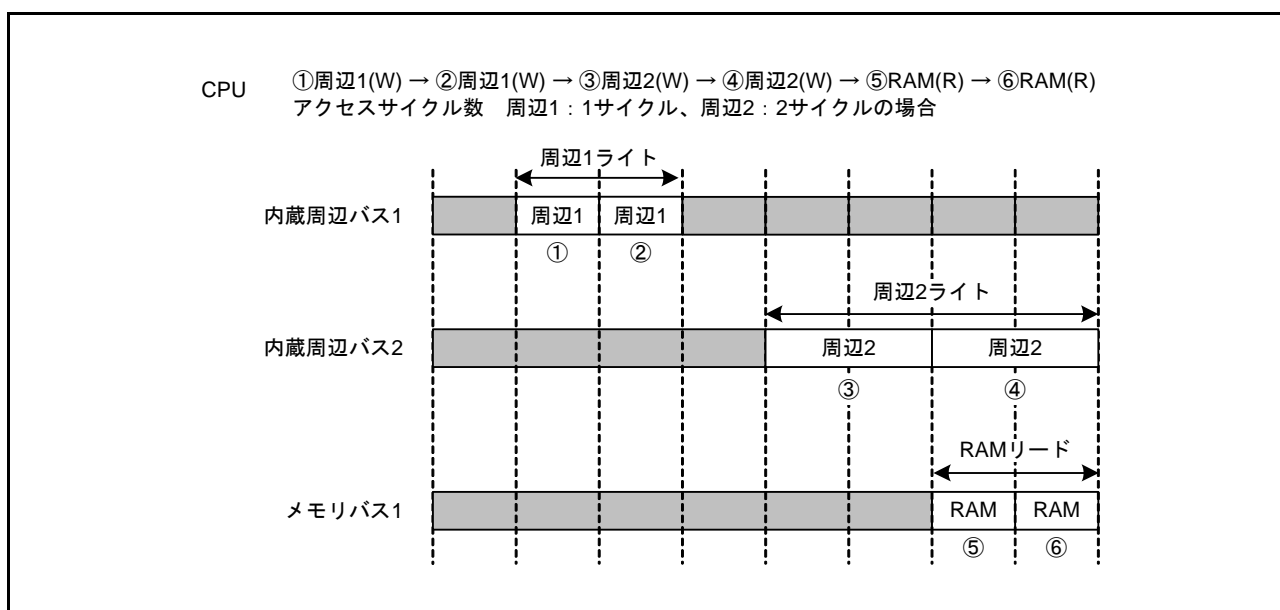 CPU ①周辺1(W) → ②周辺1(W) → ③周辺2(W) → ④周辺2(W) → ⑤RAM(R) → ⑥RAM(R)
アクセスサイクル数 周辺1：1サイクル、周辺2：2サイクルの場合
周辺1ライト
内蔵周辺バス1 周辺1 周辺1
① ②
周辺2ライト
内蔵周辺バス2 周辺2 周辺2
③ ④
RAMリード
メモリバス1 RAM RAM
⑤ ⑥